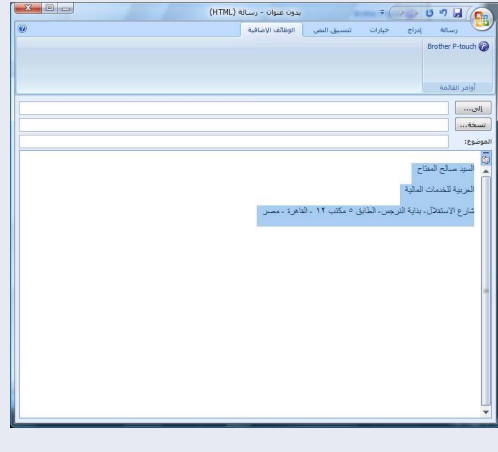 بدون عنوان - رسالة (HTML)
رسالة إدراج خيارات تنسيق النص الوظائف الإضافية
Brother P-touch
أوامر القائمة
إلى...
نسخة...
الموضوع:
السيد صالح المفتاح
العربية للخدمات المالية
شارع الاستقلال، بناية النرجس، الطابق ٥ مكتب ١٢ ، القاهرة ، مصر